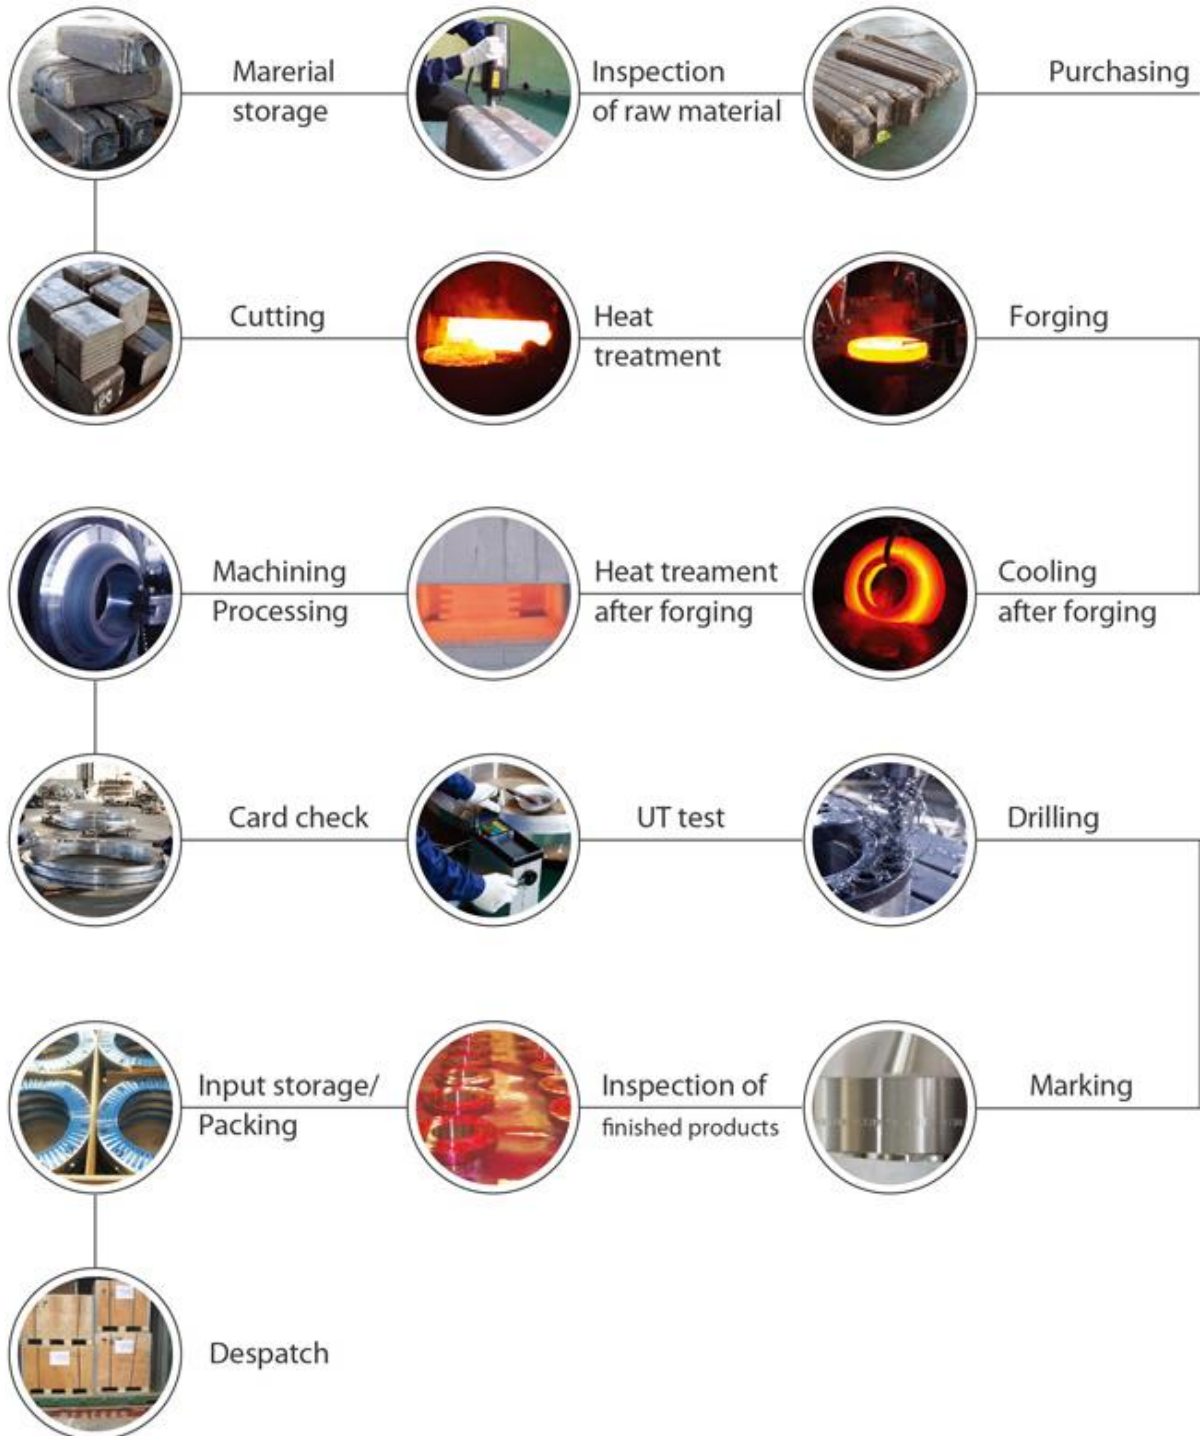 Marerial
storage
Inspection
of raw material
Purchasing
Cutting
Heat
treatment
Forging
Machining
Processing
Heat treament
after forging
Cooling
after forging
Card check
UT test
Drilling
Input storage/
Packing
Inspection of
finished products
Marking
Despatch